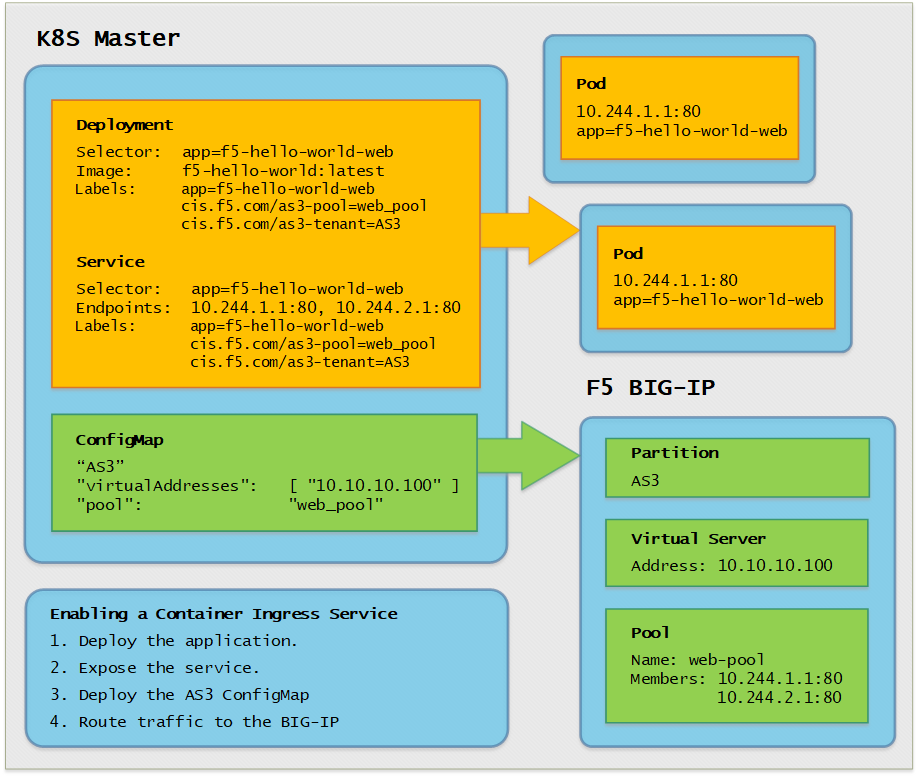 K8S Master
Deployment
Selector: app=f5-hello-world-web
Image: f5-hello-world:latest
Labels: app=f5-hello-world-web
cis.f5.com/as3-pool=web_pool
cis.f5.com/as3-tenant=AS3
Service
Selector: app=f5-hello-world-web
Endpoints: 10.244.1.1:80, 10.244.2.1:80
Labels: app=f5-hello-world-web
cis.f5.com/as3-pool=web_pool
cis.f5.com/as3-tenant=AS3
ConfigMap
“AS3”
"virtualAddresses": [ "10.10.10.100" ]
"pool": "web_pool"
Enabling a Container Ingress Service
1. Deploy the application.
2. Expose the service.
3. Deploy the AS3 ConfigMap
4. Route traffic to the BIG-IP
Pod
10.244.1.1:80
app=f5-hello-world-web
Pod
10.244.1.1:80
app=f5-hello-world-web
F5 BIG-IP
Partition
AS3
Virtual Server
Address: 10.10.10.100
Pool
Name: web-pool
Members: 10.244.1.1:80
10.244.2.1:80